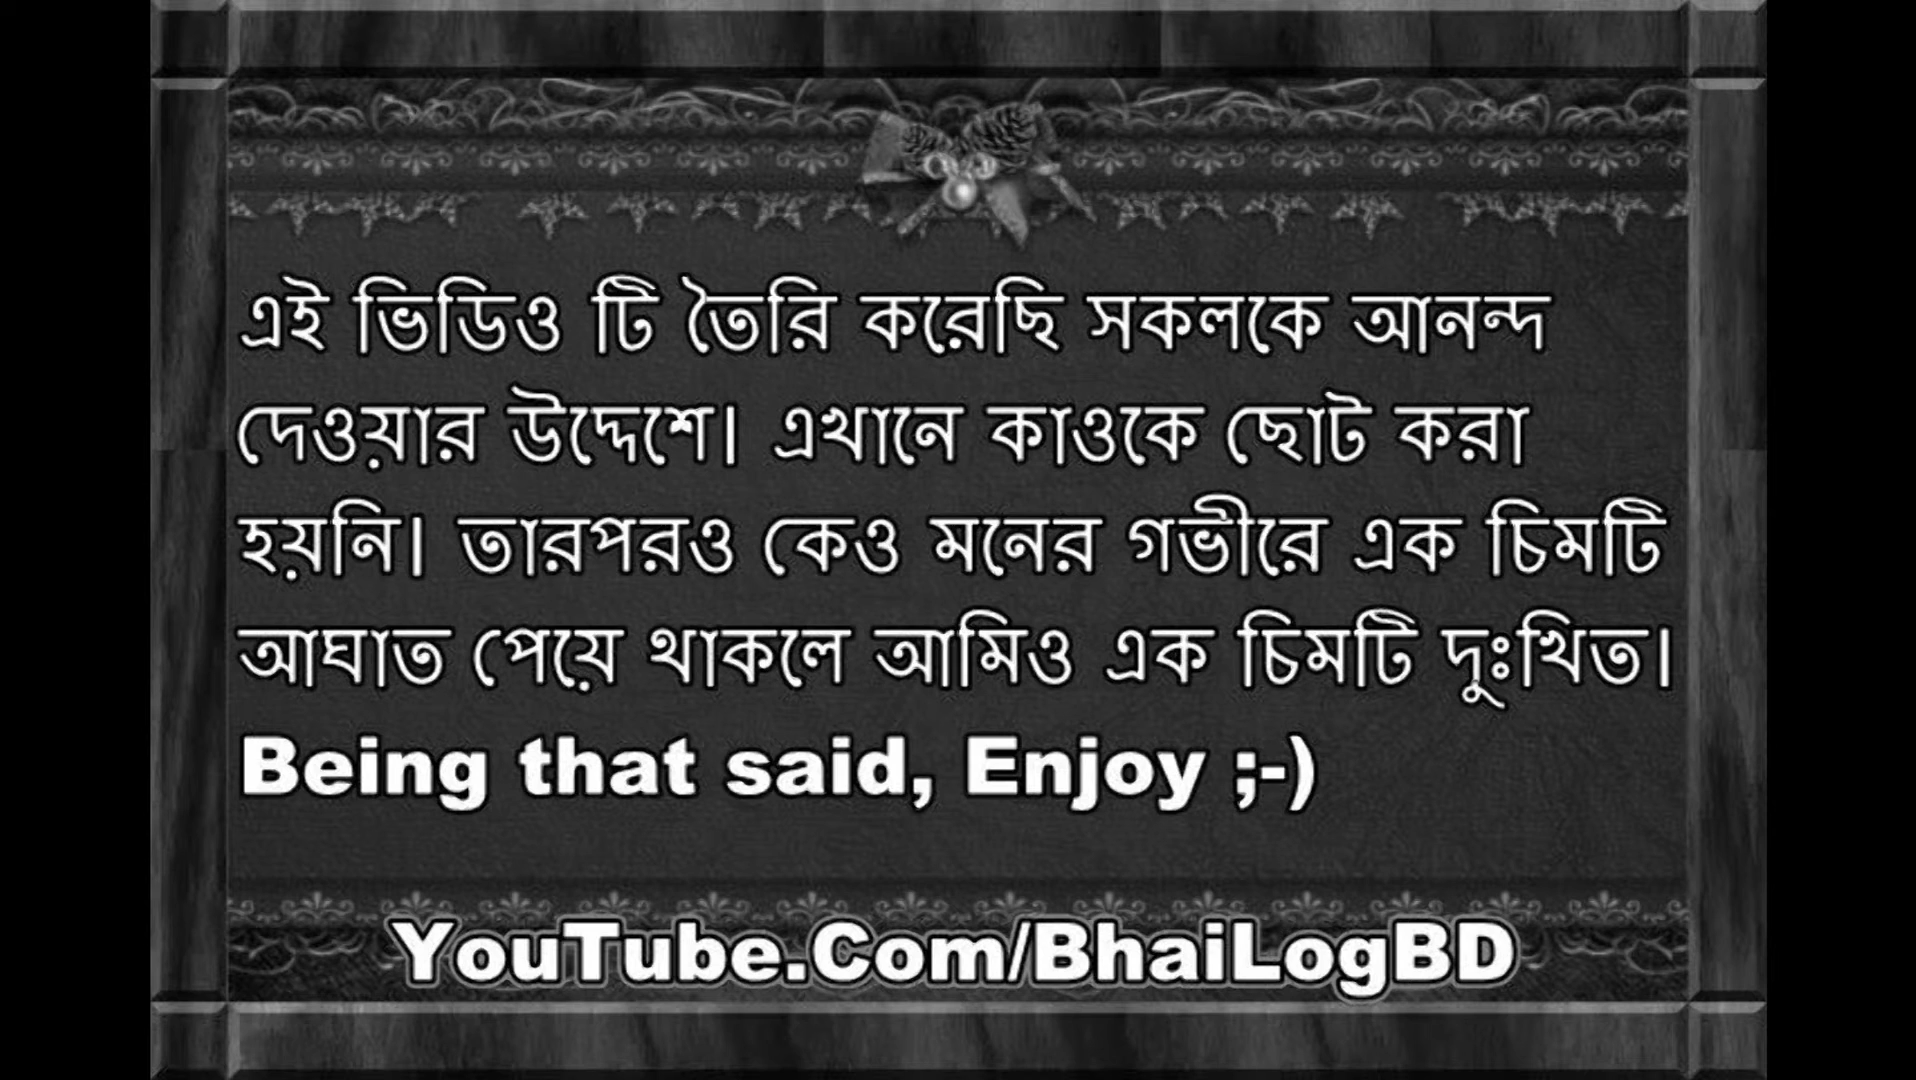 এই ভিডিও টি তৈরি করেছি সকলকে আনন্দ
দেওয়ার উদ্দেশে। এখানে কাওকে ছোট করা
হয়নি। তারপরও কেও মনের গভীরে এক চিমটি
আঘাত পেয়ে থাকলে আমিও এক চিমটি দুঃখিত।
Being that said, Enjoy ;-)
YouTube.Com/BhaiLogBD